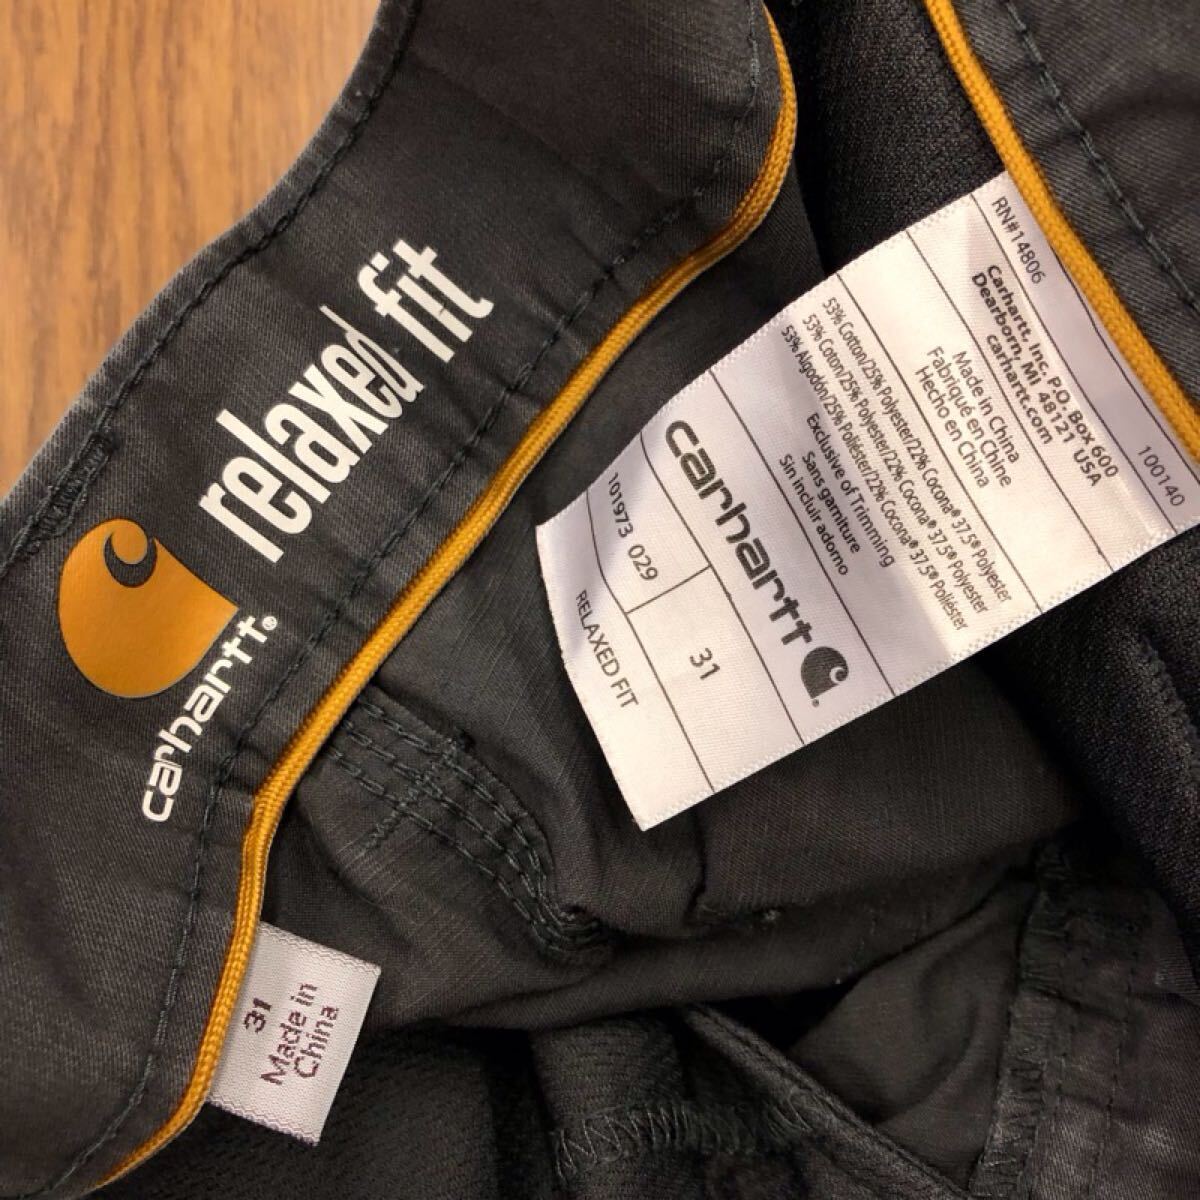 relaxed fit
carhartt®
31
Made in
China
RN#14806
100140
Carhartt, Inc, P.O Box 600
Dearborn, MI 48121 USA
carhartt.com
Made in China
Fabriqué en Chine
Hecho en China
53% Cotton/25% Polyester/22% Cocona® 37.5® Polyester
53% Coton/25% Polyester/22% Cocona® 37.5® Polyester
53% Algodón/25% Poliéster/22% Cocona® 37.5® Poliéster
Exclusive of Trimming
Sans garniture
Sin incluir adorno
carhartt
101973 029
31
RELAXED FIT